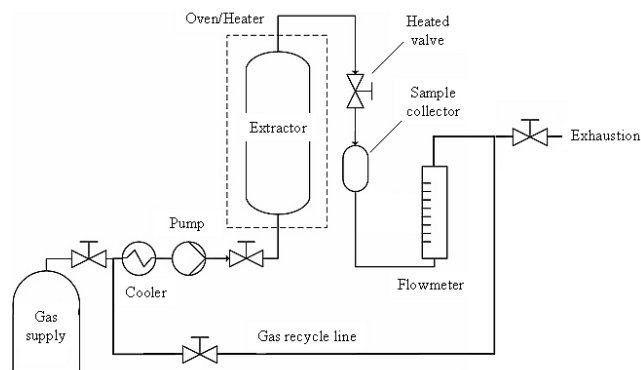 Oven/Heater
Heated
valve
Sample
collector
Extractor
Exhaustion
Pump
Cooler
Flowmeter
Gas
supply
Gas recycle line